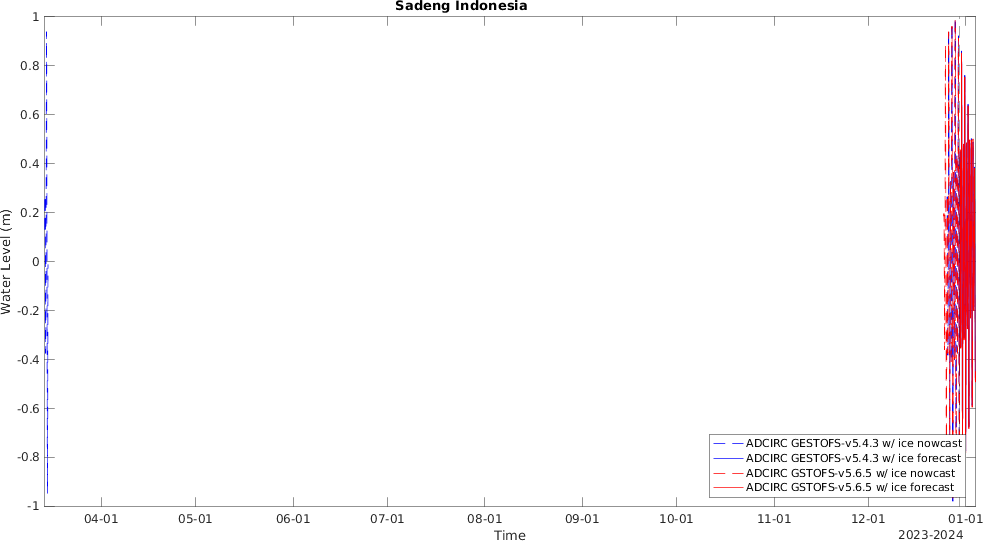 Sadeng Indonesia
Water Level (m)
1
0.8
0.6
0.4
0.2
0
-0.2
-0.4
-0.6
-0.8
-1
ADCIRC GESTOFS-v5.4.3 w/ ice nowcast
ADCIRC GESTOFS-v5.4.3 w/ ice forecast
ADCIRC GSTOFS-v5.6.5 w/ ice nowcast
ADCIRC GSTOFS-v5.6.5 w/ ice forecast
04-01 05-01 06-01 07-01 08-01 09-01 10-01 11-01 12-01 01-01
Time
2023-2024